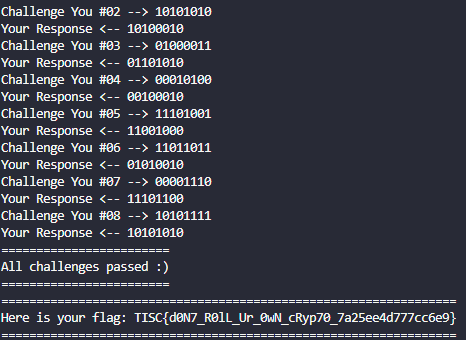 Challenge You #02 --> 10101010
Your Response <-- 10100010
Challenge You #03 --> 01000011
Your Response <-- 01101010
Challenge You #04 --> 00010100
Your Response <-- 00100010
Challenge You #05 --> 11101001
Your Response <-- 11001000
Challenge You #06 --> 11011011
Your Response <-- 01010010
Challenge You #07 --> 00001110
Your Response <-- 11101100
Challenge You #08 --> 10101111
Your Response <-- 10101010
========================
All challenges passed :)
========================
=================================================================
Here is your flag: TISC{d0N7_R0lL_Ur_0wN_cRyp70_7a25ee4d777cc6e9}
=================================================================